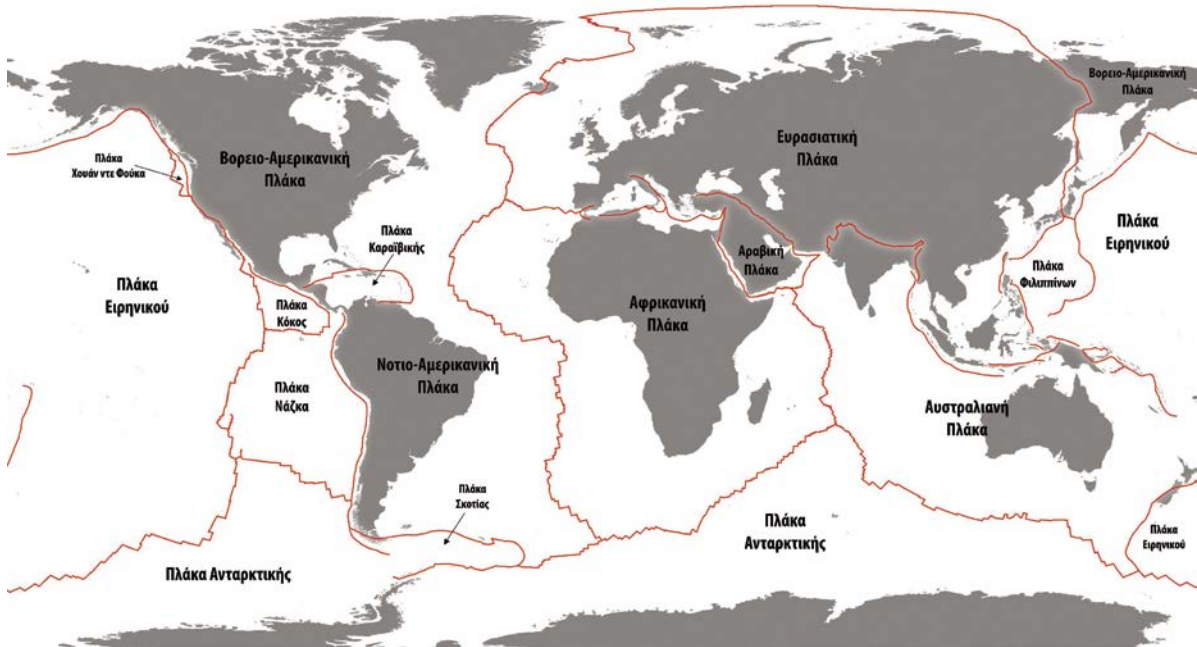 Βορειο-Αμερικανική
Πλάκα
Ευρασιατική
Πλάκα
Πλάκα
Χουάν ντε Φούκα
Βορειο-Αμερικανική
Πλάκα
Πλάκα
Καραϊβικής
Πλάκα
Ειρηνικού
Αραβική
Πλάκα
Πλάκα
Φιλιππίνων
Πλάκα
Ειρηνικού
Πλάκα
Κόκος
Αφρικανική
Πλάκα
Νοτιο-Αμερικανική
Πλάκα
Πλάκα
Νάζκα
Αυστραλιανή
Πλάκα
Πλάκα
Σκοτίας
Πλάκα
Ανταρκτικής
Πλάκα
Ειρηνικού
Πλάκα Ανταρκτικής